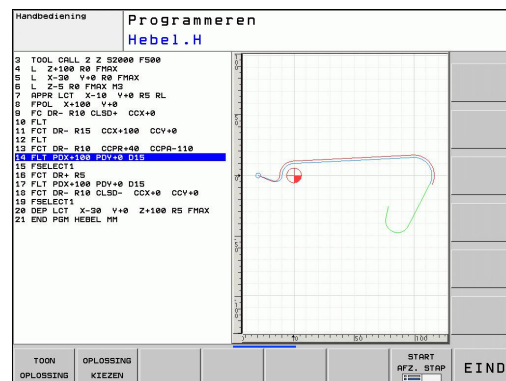 Handbediening
Programmeren
Hebel.H
3 TOOL CALL 2 Z S2000 F500
4 L Z+100 R0 FMAX
5 L X-30 Y+0 R0 FMAX
6 L Z-5 R0 FMAX M3
7 APPR LCT X-10 Y+0 R5 RL
8 FPOL X+100 Y+0
9 FC DR- R10 CLSD+ CCX+0
10 FLT
11 FCT DR- R15 CCX+100 CCY+0
12 FLT
13 FCT DR- R10 CCPR+40 CCPA-110
14 FLT PDX+100 PDY+0 D15
15 FSELECT1
16 FCT DR+ R5
17 FLT PDX+100 PDY+0 D15
18 FCT DR- R10 CLSD- CCX+0 CCY+0
19 FSELECT1
20 DEP LCT X-30 Y+0 Z+100 R5 FMAX
21 END PGM HEBEL MM
0 50 100
TOON OPLOSSING
OPLOSSING KIEZEN
START AFZ. STAP
EIND